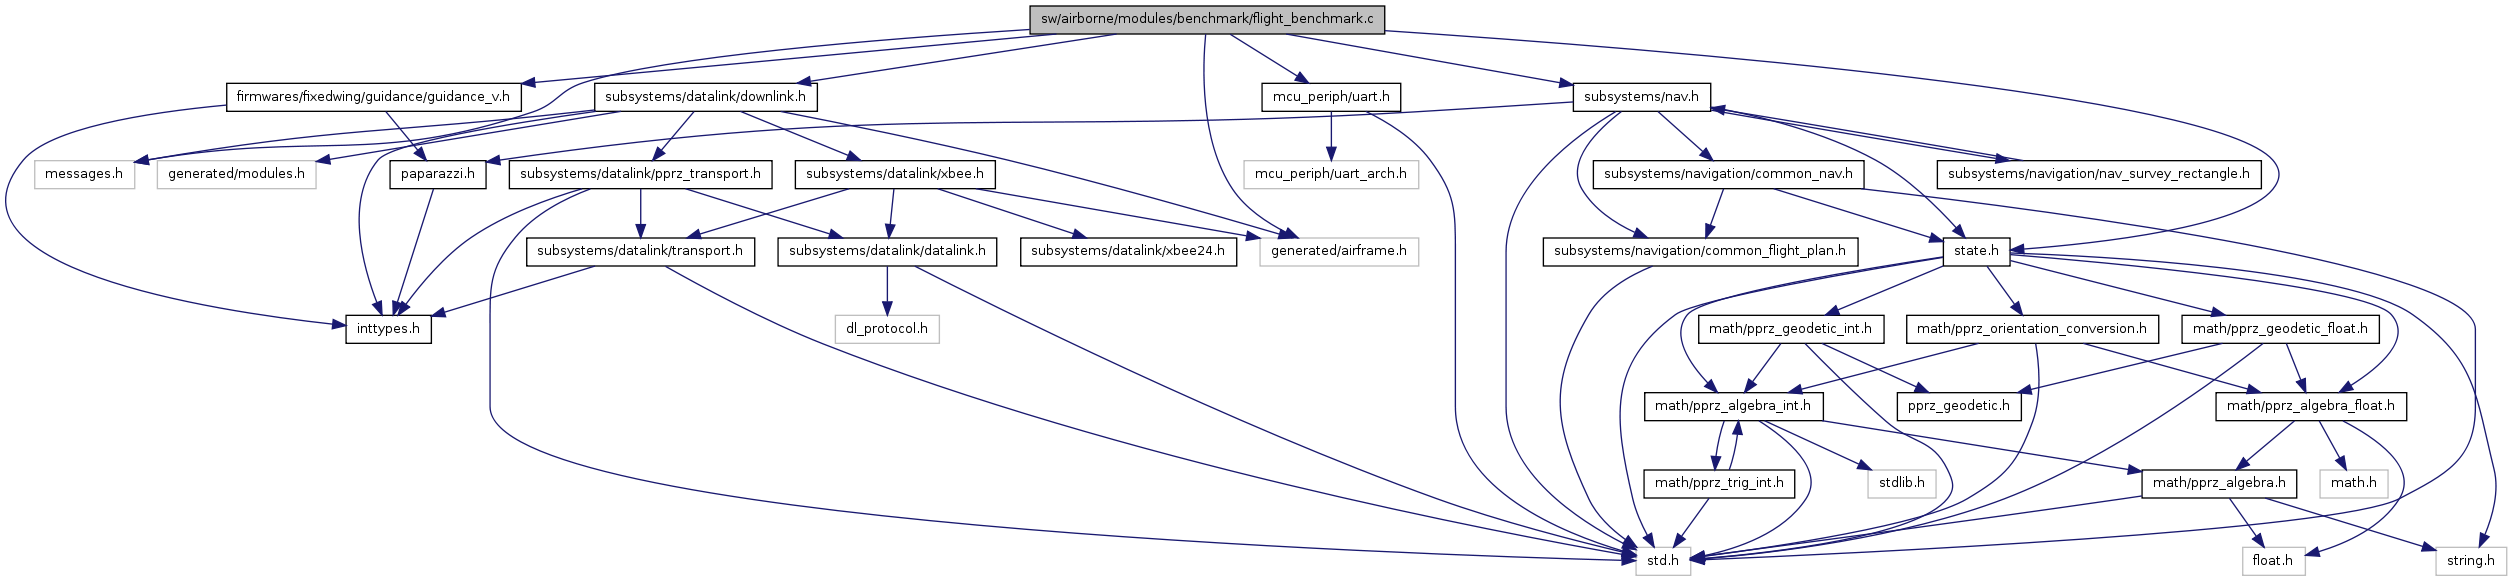 sw/airborne/modules/benchmark/flight_benchmark.c
firmwares/fixedwing/guidance/guidance_v.h
subsystems/datalink/downlink.h
mcu_periph/uart.h
subsystems/nav.h
messages.h
generated/modules.h
paparazzi.h
subsystems/datalink/pprz_transport.h
subsystems/datalink/xbee.h
mcu_periph/uart_arch.h
subsystems/navigation/common_nav.h
subsystems/navigation/nav_survey_rectangle.h
subsystems/datalink/transport.h
subsystems/datalink/datalink.h
subsystems/datalink/xbee24.h
generated/airframe.h
subsystems/navigation/common_flight_plan.h
state.h
inttypes.h
dl_protocol.h
math/pprz_geodetic_int.h
math/pprz_orientation_conversion.h
math/pprz_geodetic_float.h
math/pprz_algebra_int.h
pprz_geodetic.h
math/pprz_algebra_float.h
math/pprz_trig_int.h
stdlib.h
math/pprz_algebra.h
math.h
std.h
float.h
string.h